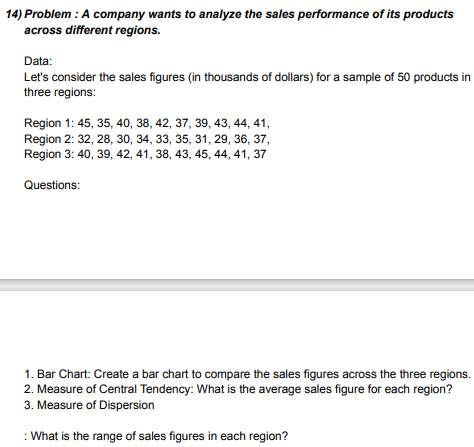 14) Problem : A company wants to analyze the sales performance of its products
across different regions.
Data:
Let's consider the sales figures (in thousands of dollars) for a sample of 50 products in
three regions:
Region 1: 45, 35, 40, 38, 42, 37, 39, 43, 44, 41,
Region 2: 32, 28, 30, 34, 33, 35, 31, 29, 36, 37,
Region 3: 40, 39, 42, 41, 38, 43, 45, 44, 41, 37
Questions:
1. Bar Chart: Create a bar chart to compare the sales figures across the three regions.
2. Measure of Central Tendency: What is the average sales figure for each region?
3. Measure of Dispersion
: What is the range of sales figures in each region?